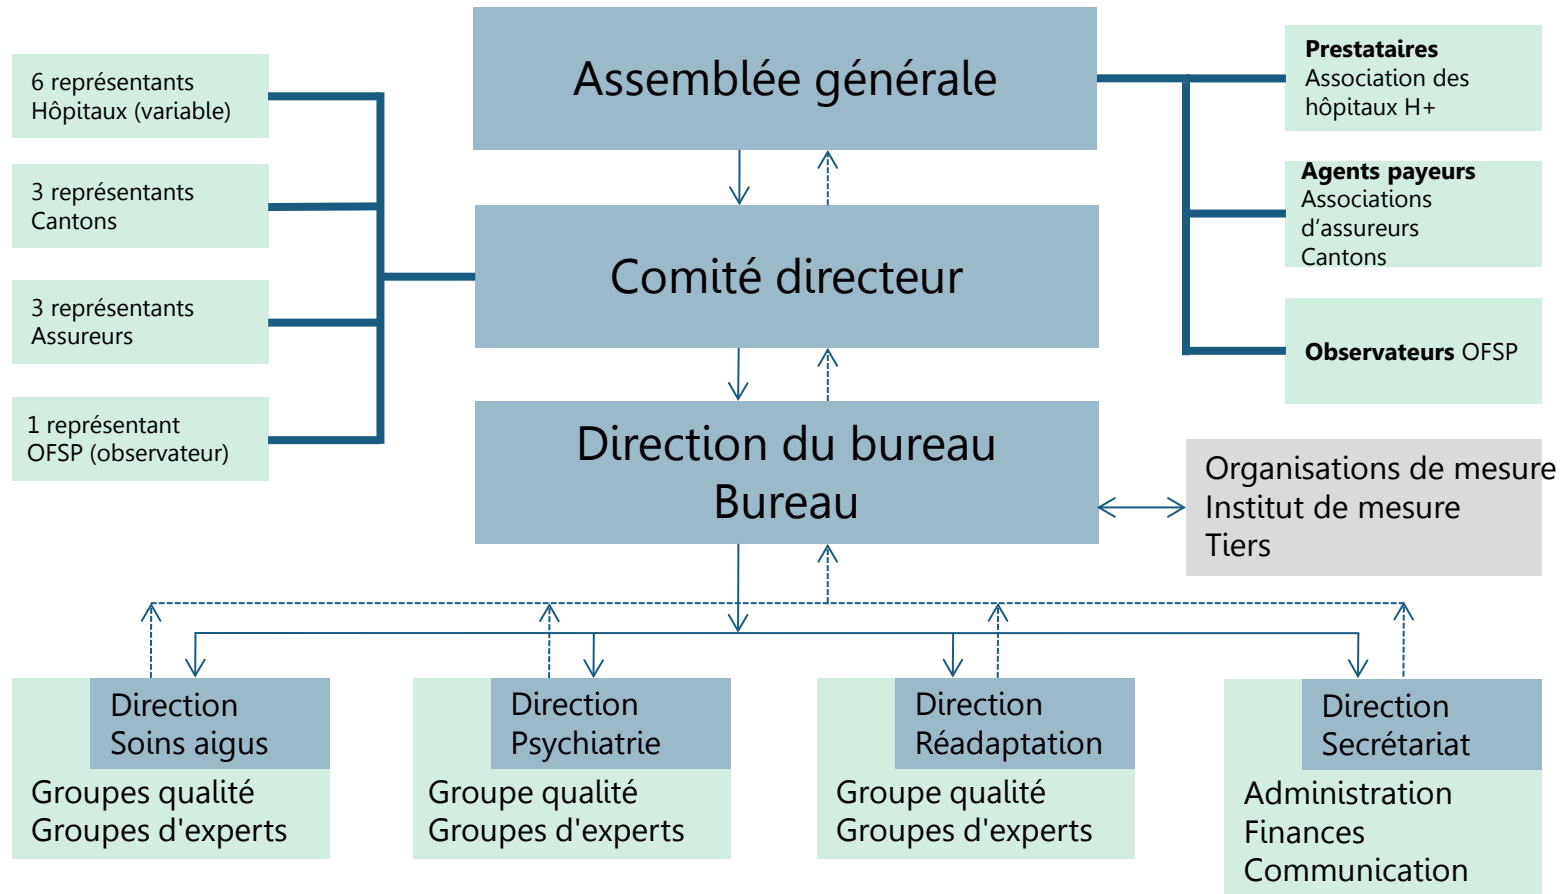 Assemblée générale
6 représentants
Hôpitaux (variable)
3 représentants
Cantons
3 représentants
Assureurs
1 représentant
OFSP (observateur)
Prestataires
Association des
hôpitaux H+
Agents payeurs
Associations
d'assureurs
Cantons
Observateurs OFSP
Comité directeur
Direction du bureau
Bureau
Organisations de mesure
Institut de mesure
Tiers
Direction
Soins aigus
Groupes qualité
Groupes d'experts
Direction
Psychiatrie
Groupe qualité
Groupes d'experts
Direction
Réadaptation
Groupe qualité
Groupes d'experts
Direction
Secrétariat
Administration
Finances
Communication